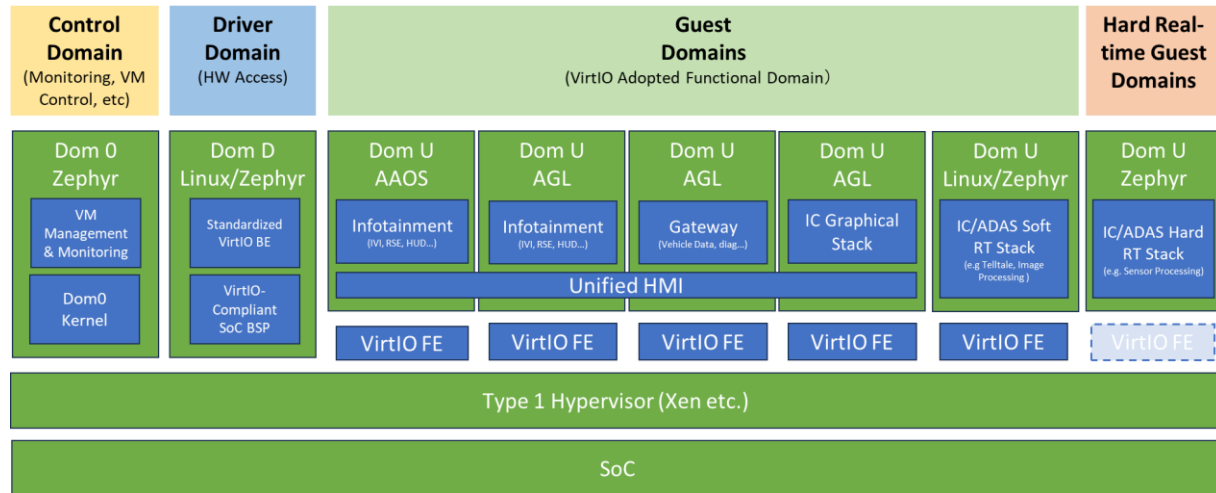 Control
Domain
(Monitoring, VM
Control, etc)
Driver
Domain
(HW Access)
Guest
Domains
(VirtIO Adopted Functional Domain)
Hard Real-
time Guest
Domains
Dom 0
Zephyr
VM
Management
& Monitoring
Dom0
Kernel
Dom D
Linux/Zephyr
Standardized
VirtIO BE
VirtIO-
Compliant
SoC BSP
Dom U
AAOS
Infotainment
(IVI, RSE, HUD...)
Dom U
AGL
Infotainment
(IVI, RSE, HUD...)
Dom U
AGL
Gateway
(Vehicle Data, diag...)
Dom U
AGL
IC Graphical
Stack
Unified HMI
Dom U
Linux/Zephyr
IC/ADAS Soft
RT Stack
(e.g Telltale, Image
Processing )
Dom U
Zephyr
IC/ADAS Hard
RT Stack
(e.g. Sensor Processing)
VirtIO FE
VirtIO FE
VirtIO FE
VirtIO FE
VirtIO FE
VirtIO FE
Type 1 Hypervisor (Xen etc.)
SoC